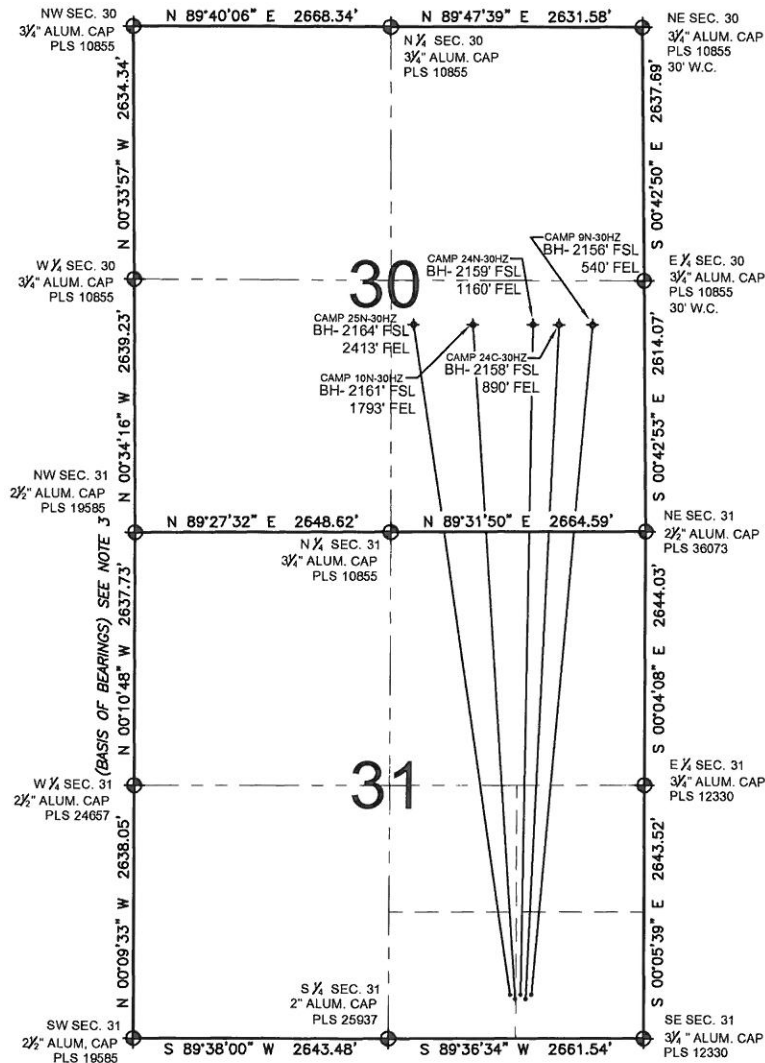 NW SEC. 30
3¼" ALUM. CAP
PLS 10855
N 89°40'06" E 2668.34'
N 89°47'39" E 2631.58'
NE SEC. 30
3¼" ALUM. CAP
PLS 10855
30' W.C.
N ¼ SEC. 30
3¼" ALUM. CAP
PLS 10855
N 00°33'57" W 2634.34'
S 00°42'50" E 2637.69'
CAMP 9N-30HZ
BH- 2156' FSL
540' FEL
CAMP 24N-30HZ
BH- 2159' FSL
1160' FEL
W ¼ SEC. 30
3¼" ALUM. CAP
PLS 10855
30
E ¼ SEC. 30
3¼" ALUM. CAP
PLS 10855
30' W.C.
CAMP 25N-30HZ
BH- 2164' FSL
2413' FEL
CAMP 24C-30HZ
BH- 2158' FSL
890' FEL
CAMP 10N-30HZ
BH- 2161' FSL
1793' FEL
N 00°34'16" W 2639.23'
S 00°42'53" E 2614.07'
NW SEC. 31
2½" ALUM. CAP
PLS 19585
N 89°27'32" E 2648.62'
N 89°31'50" E 2664.59'
NE SEC. 31
2½" ALUM. CAP
PLS 36073
N ¼ SEC. 31
3¼" ALUM. CAP
PLS 10855
(BASIS OF BEARINGS) SEE NOTE 3
N 00°10'48" W 2637.73'
S 00°04'08" E 2644.03'
W ¼ SEC. 31
2½" ALUM. CAP
PLS 24657
31
E ¼ SEC. 31
3¼" ALUM. CAP
PLS 12330
N 00°09'33" W 2638.05'
S 00°05'39" E 2643.52'
S ¼ SEC. 31
2" ALUM. CAP
PLS 25937
SW SEC. 31
2½" ALUM. CAP
PLS 19585
S 89°38'00" W 2643.48'
S 89°36'34" W 2661.54'
SE SEC. 31
3¼" ALUM. CAP
PLS 12330